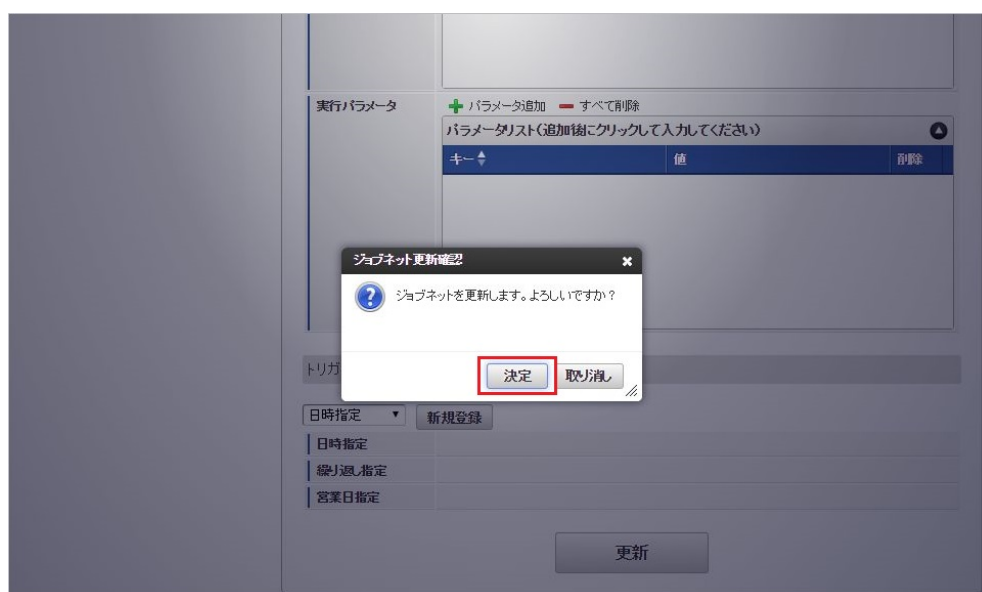 実行パラメータ
パラメータ追加 すべて削除
パラメータリスト(追加後にクリックして入力してください)
キー 値 削除
ジョブネット更新確認
ジョブネットを更新します。よろしいですか?
決定 取り消し
トリガ
日時指定 新規登録
日時指定
繰り返し指定
営業日指定
更新